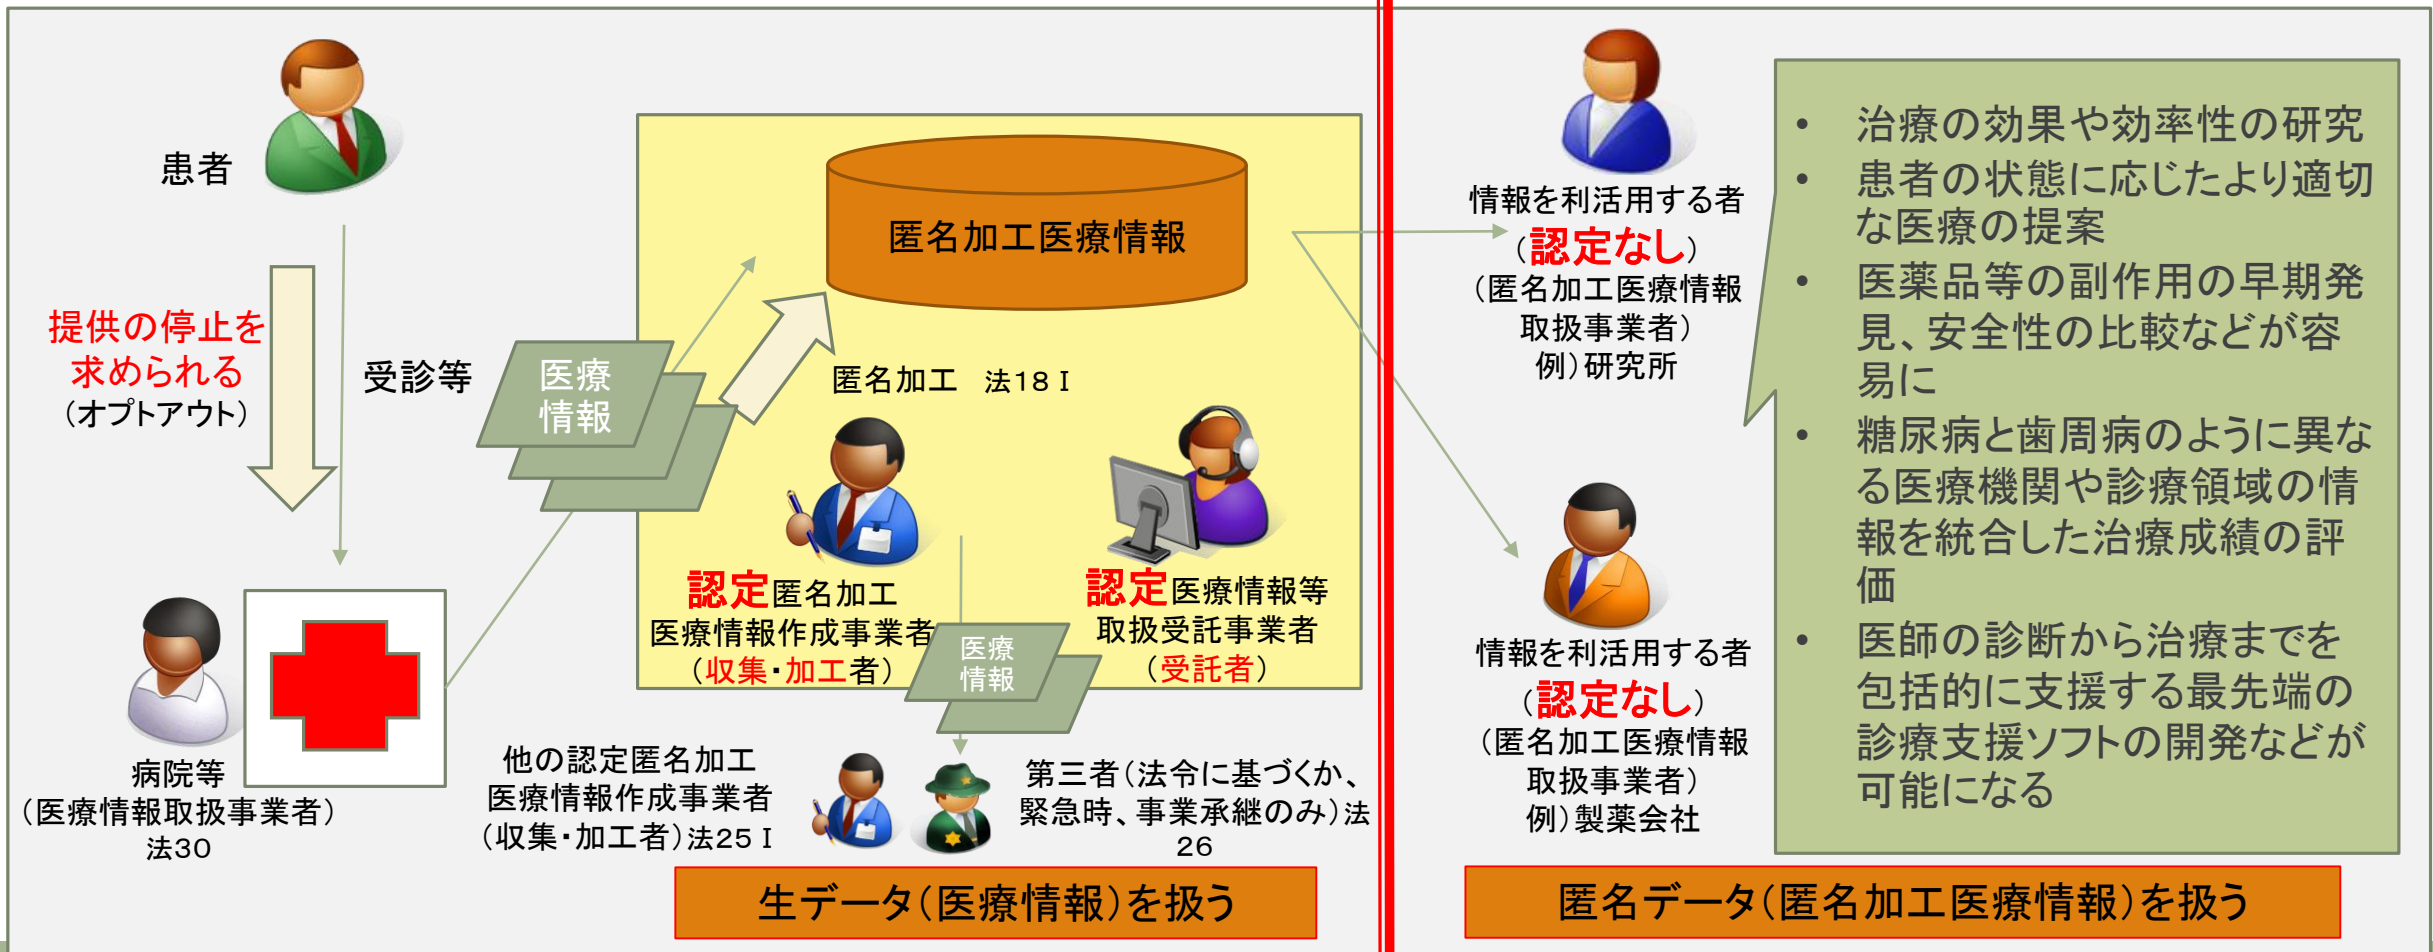 患者
提供の停止を
求められる
（オプトアウト）
受診等
病院等
（医療情報取扱事業者）
法30
医療
情報
匿名加工医療情報
匿名加工　法18Ⅰ
認定匿名加工
医療情報作成事業者
（収集・加工者）
認定医療情報等
取扱受託事業者
（受託者）
医療
情報
他の認定匿名加工
医療情報作成事業者
（収集・加工者）法25Ⅰ
第三者（法令に基づくか、
緊急時、事業承継のみ）法
26
生データ（医療情報）を扱う
情報を利活用する者
（認定なし）
（匿名加工医療情報
取扱事業者）
例）研究所
情報を利活用する者
（認定なし）
（匿名加工医療情報
取扱事業者）
例）製薬会社
• 治療の効果や効率性の研究
• 患者の状態に応じたより適切
な医療の提案
• 医薬品等の副作用の早期発
見、安全性の比較などが容
易に
• 糖尿病と歯周病のように異な
る医療機関や診療領域の情
報を統合した治療成績の評
価
• 医師の診断から治療までを
包括的に支援する最先端の
診療支援ソフトの開発などが
可能になる
匿名データ（匿名加工医療情報）を扱う